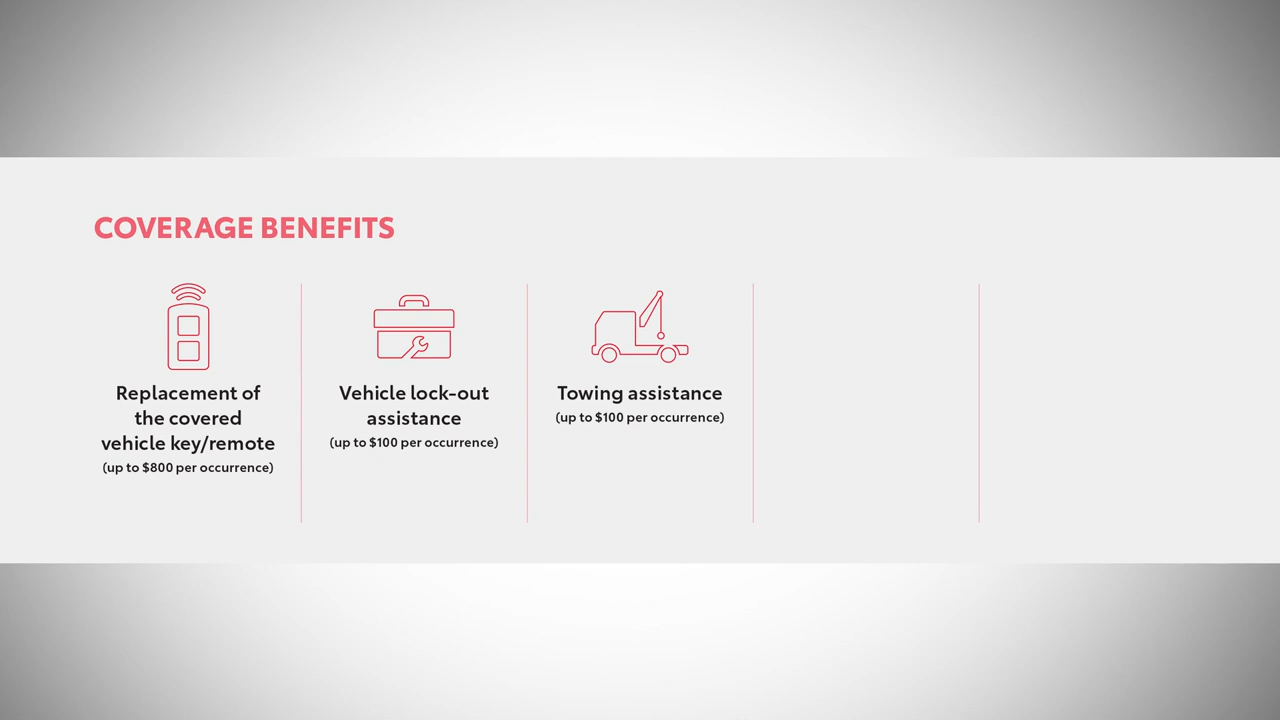 COVERAGE BENEFITS
Replacement of
the covered
vehicle key/remote
(up to $800 per occurrence)
Vehicle lock-out
assistance
(up to $100 per occurrence)
Towing assistance
(up to $100 per occurrence)